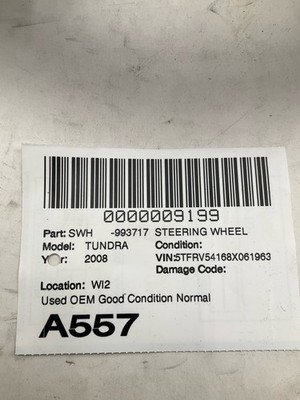 0000009199
Part: SWH -993717 STEERING WHEEL
Model: TUNDRA Condition:
Year: 2008 VIN:5TFRV54168X061963
Damage Code:
Location: WI2
Used OEM Good Condition Normal
A557